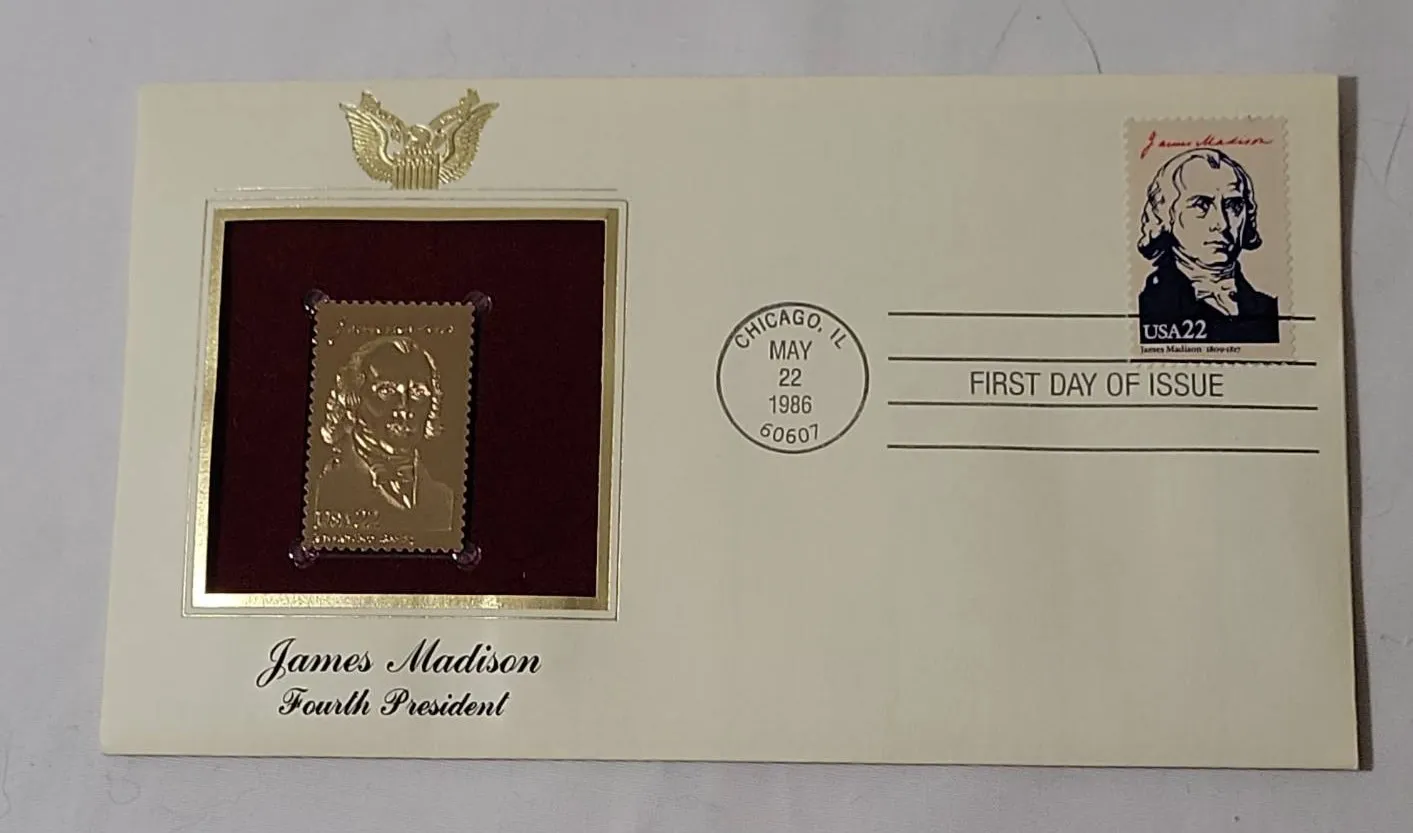 James Madison
USA22
James Madison 1809-1817
CHICAGO, IL
MAY
22
1986
60607
FIRST DAY OF ISSUE
USA22
James Madison
Fourth President